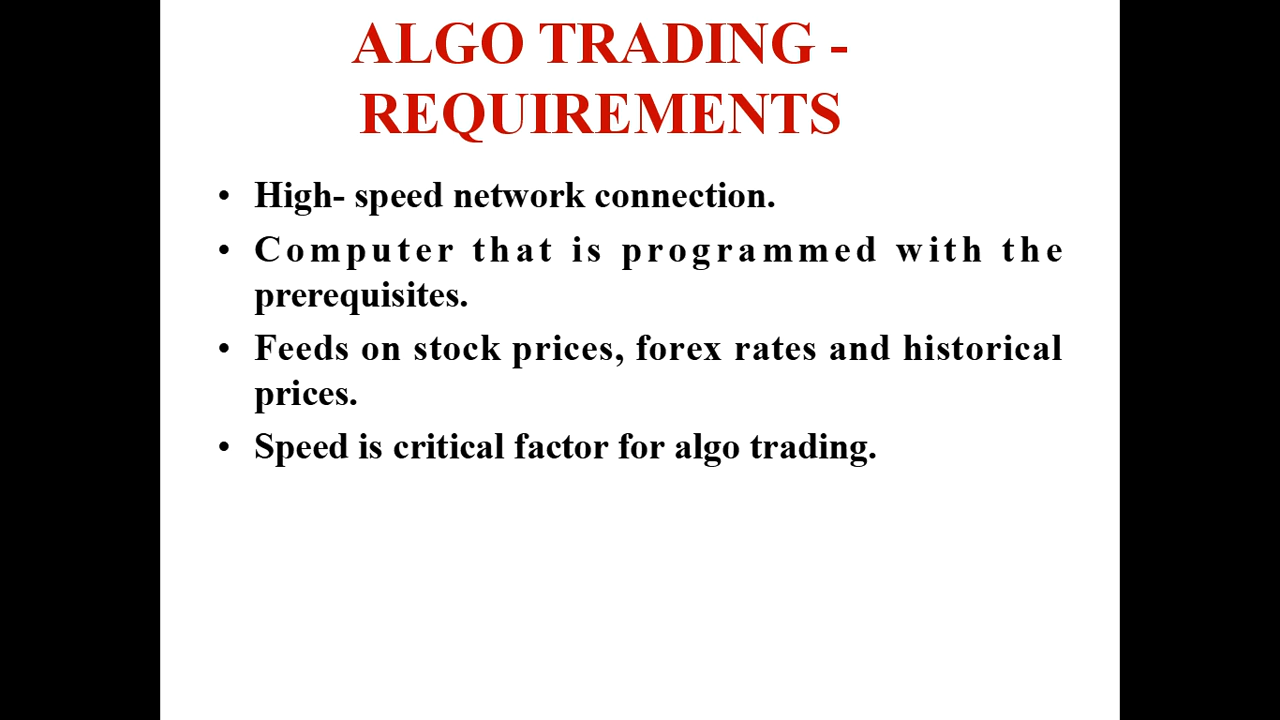 ALGO TRADING -
REQUIREMENTS
• High- speed network connection.
• Computer that is programmed with the
prerequisites.
• Feeds on stock prices, forex rates and historical
prices.
• Speed is critical factor for algo trading.